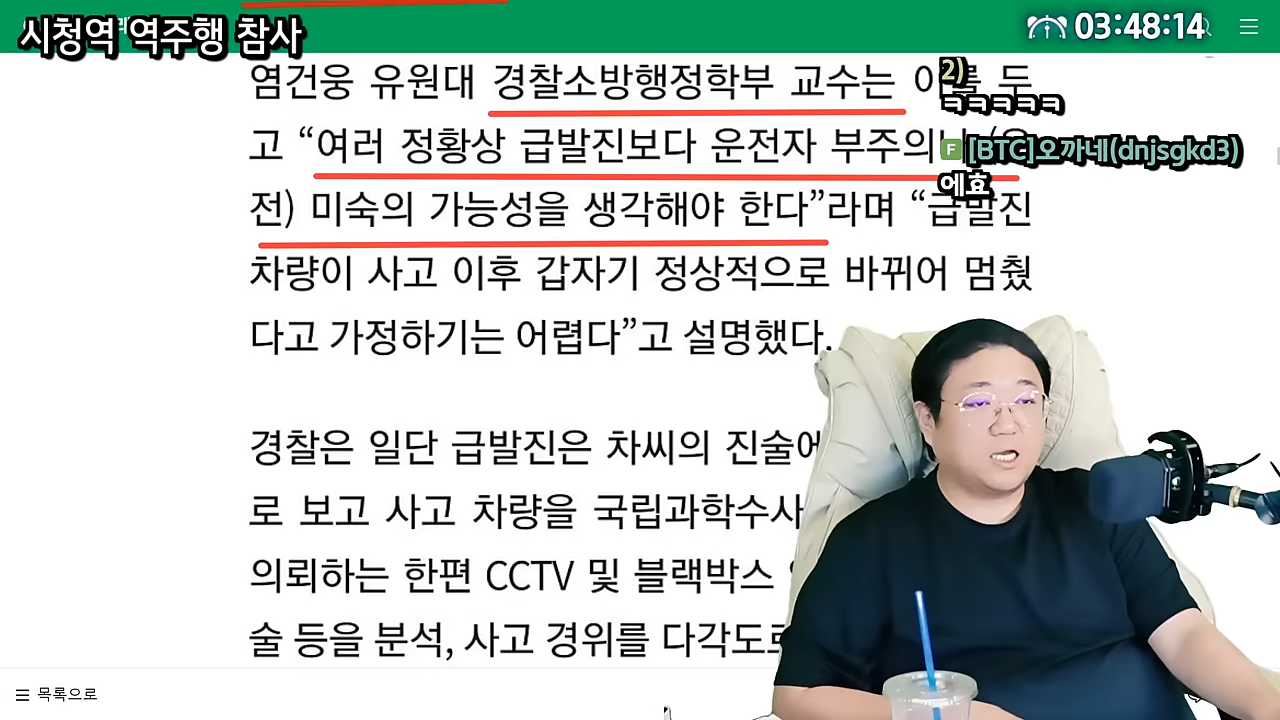 시청역 역주행 참사
03:48:14
염건웅 유원대 경찰소방행정학부 교수는 이를 두
고 “여러 정황상 급발진보다 운전자 부주의
전) 미숙의 가능성을 생각해야 한다”라며 “급발진
차량이 사고 이후 갑자기 정상적으로 바뀌어 멈췄
다고 가정하기는 어렵다”고 설명했다.
경찰은 일단 급발진은 차씨의 진술에
로 보고 사고 차량을 국립과학수사
의뢰하는 한편 CCTV 및 블랙박스
술 등을 분석, 사고 경위를 다각도로
목록으로
2)
ㅋㅋㅋㅋㅋ
F [BTC]오까네(dnjsgkd3)
에효